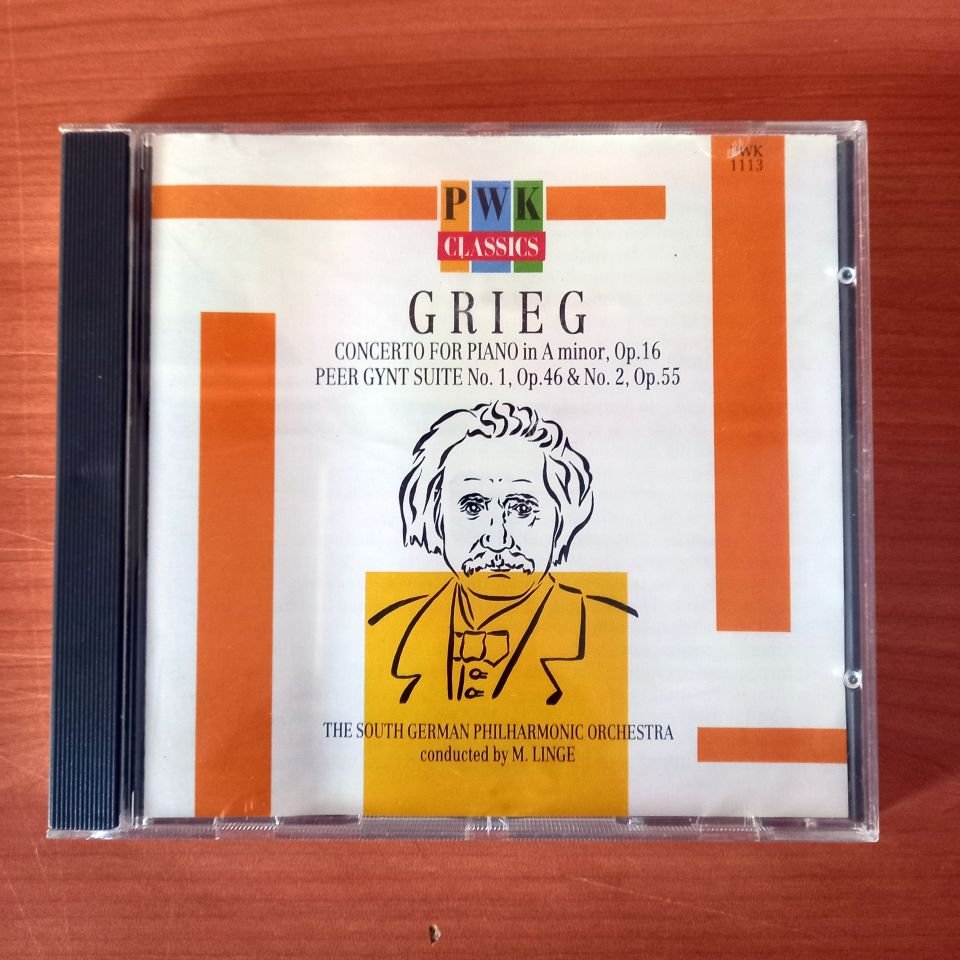 PWK
1113
PWK
CLASSICS
GRIEG
CONCERTO FOR PIANO in A minor, Op.16
PEER GYNT SUITE No. 1, Op.46 & No. 2, Op.55
THE SOUTH GERMAN PHILHARMONIC ORCHESTRA
conducted by M. LINGE